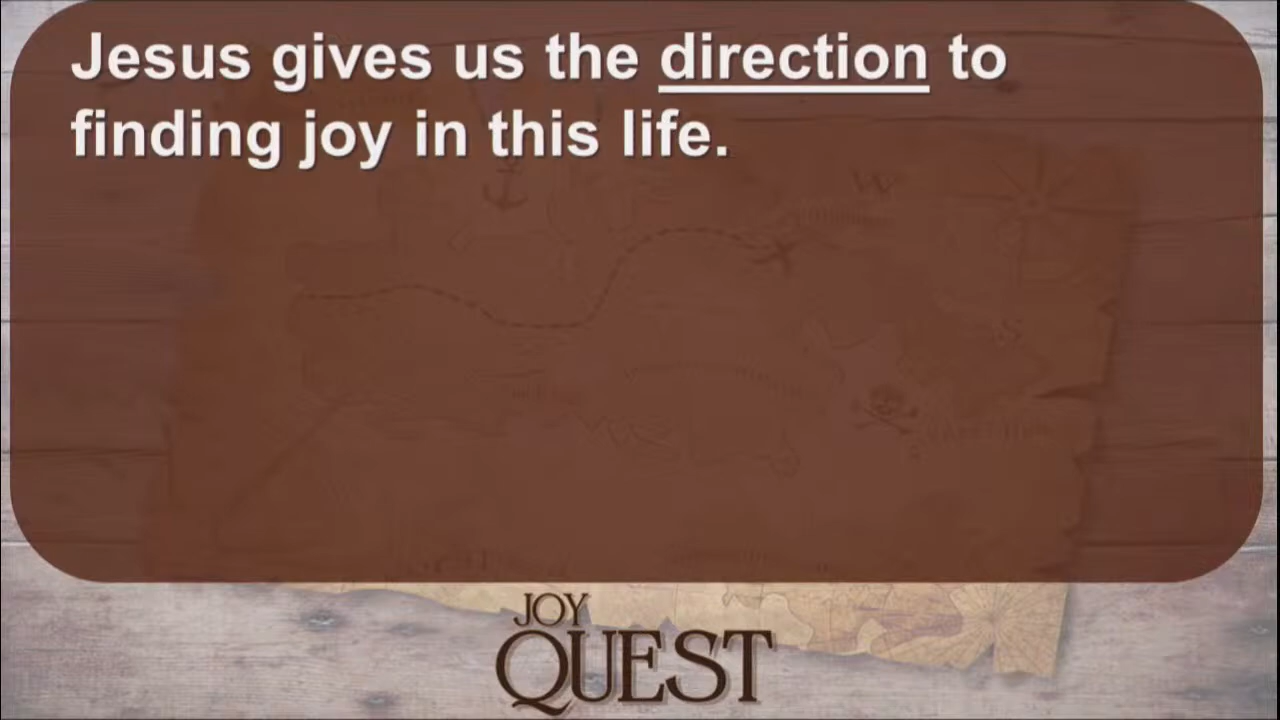 Jesus gives us the direction to
finding joy in this life.
W
S
JOY
QUEST